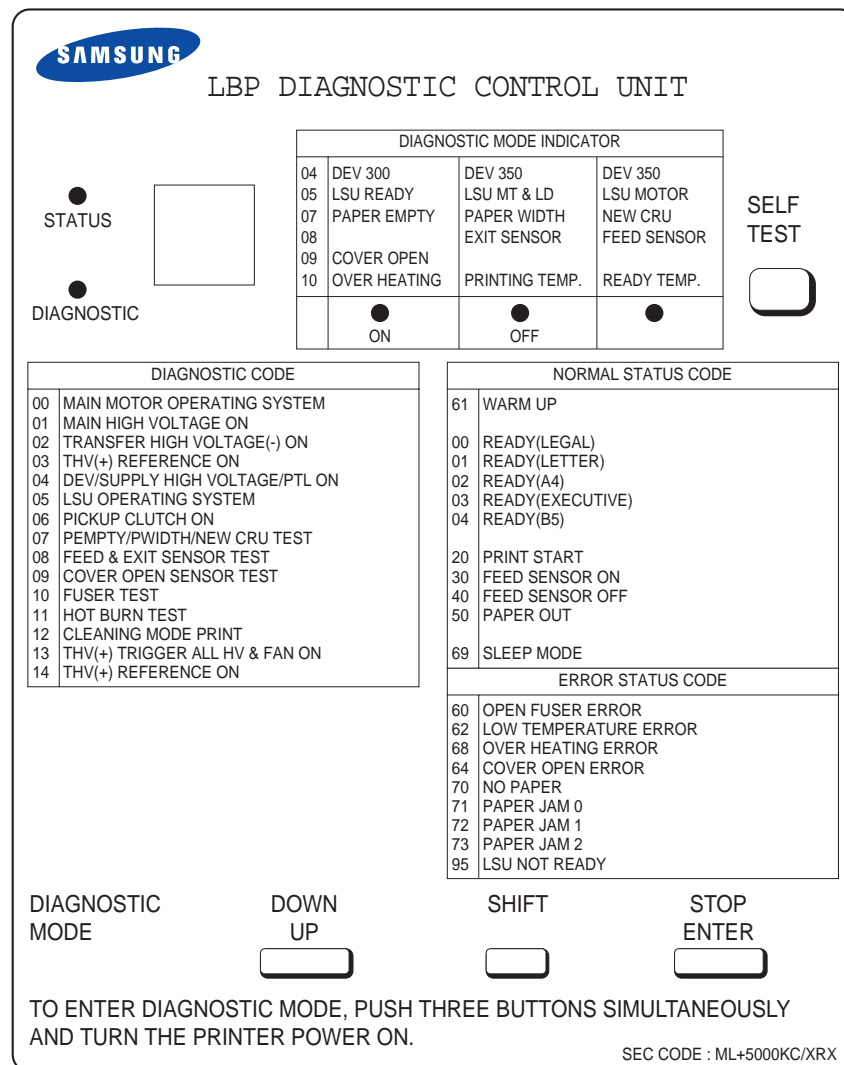 SAMSUNG
LBP DIAGNOSTIC CONTROL UNIT
STATUS
DIAGNOSTIC
DIAGNOSTIC MODE INDICATOR
04 DEV 300 DEV 350 DEV 350
05 LSU READY LSU MT & LD LSU MOTOR
07 PAPER EMPTY PAPER WIDTH NEW CRU
08 EXIT SENSOR FEED SENSOR
09 COVER OPEN
10 OVER HEATING PRINTING TEMP. READY TEMP.
ON OFF
SELF
TEST
DIAGNOSTIC CODE
00 MAIN MOTOR OPERATING SYSTEM
01 MAIN HIGH VOLTAGE ON
02 TRANSFER HIGH VOLTAGE(-) ON
03 THV(+) REFERENCE ON
04 DEV/SUPPLY HIGH VOLTAGE/PTL ON
05 LSU OPERATING SYSTEM
06 PICKUP CLUTCH ON
07 PEMPTY/PWIDTH/NEW CRU TEST
08 FEED & EXIT SENSOR TEST
09 COVER OPEN SENSOR TEST
10 FUSER TEST
11 HOT BURN TEST
12 CLEANING MODE PRINT
13 THV(+) TRIGGER ALL HV & FAN ON
14 THV(+) REFERENCE ON
NORMAL STATUS CODE
61 WARM UP
00 READY(LEGAL)
01 READY(LETTER)
02 READY(A4)
03 READY(EXECUTIVE)
04 READY(B5)
20 PRINT START
30 FEED SENSOR ON
40 FEED SENSOR OFF
50 PAPER OUT
69 SLEEP MODE
ERROR STATUS CODE
60 OPEN FUSER ERROR
62 LOW TEMPERATURE ERROR
68 OVER HEATING ERROR
64 COVER OPEN ERROR
70 NO PAPER
71 PAPER JAM 0
72 PAPER JAM 1
73 PAPER JAM 2
95 LSU NOT READY
DIAGNOSTIC
MODE
DOWN
UP
SHIFT
STOP
ENTER
TO ENTER DIAGNOSTIC MODE, PUSH THREE BUTTONS SIMULTANEOUSLY
AND TURN THE PRINTER POWER ON.
SEC CODE : ML+5000KC/XRX